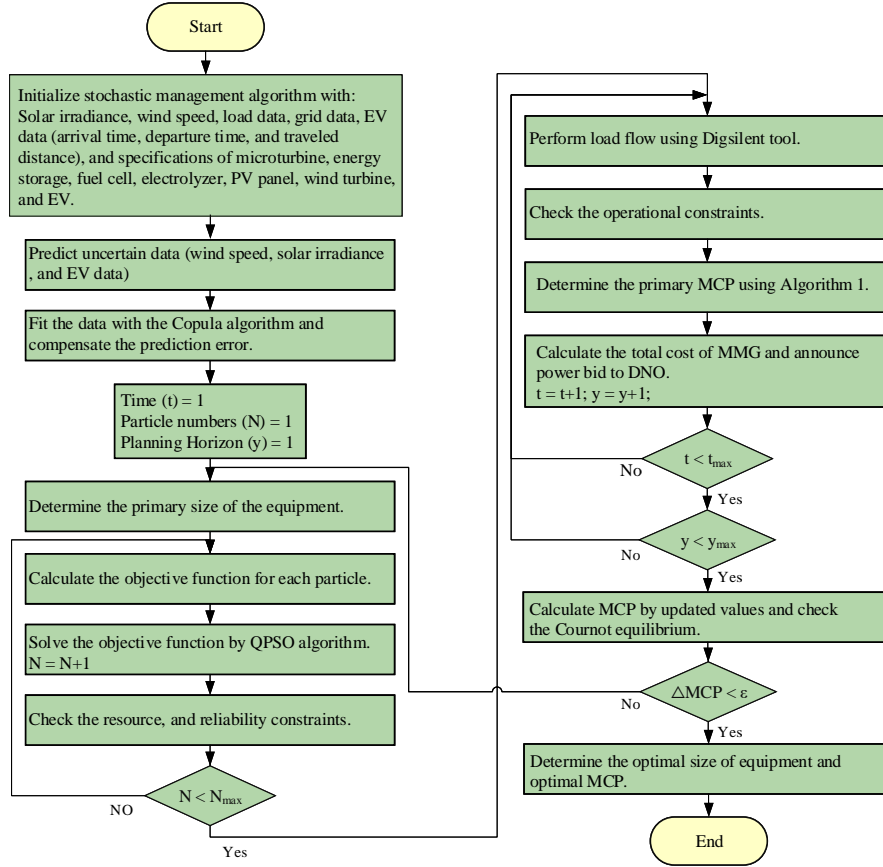 Start
Initialize stochastic management algorithm with:
Solar irradiance, wind speed, load data, grid data, EV
data (arrival time, departure time, and traveled
distance), and specifications of microturbine, energy
storage, fuel cell, electrolyzer, PV panel, wind turbine,
and EV.
Predict uncertain data (wind speed, solar irradiance
, and EV data)
Fit the data with the Copula algorithm and
compensate the prediction error.
Time (t) = 1
Particle numbers (N) = 1
Planning Horizon (y) = 1
Determine the primary size of the equipment.
Calculate the objective function for each particle.
Solve the objective function by QPSO algorithm.
N = N+1
Check the resource, and reliability constraints.
N < Nmax
NO
Yes
Perform load flow using Digsilent tool.
Check the operational constraints.
Determine the primary MCP using Algorithm 1.
Calculate the total cost of MMG and announce
power bid to DNO.
t = t+1; y = y+1;
t < tmax
No
Yes
y < ymax
No
Yes
Calculate MCP by updated values and check
the Cournot equilibrium.
△MCP < ε
No
Yes
Determine the optimal size of equipment and
optimal MCP.
End